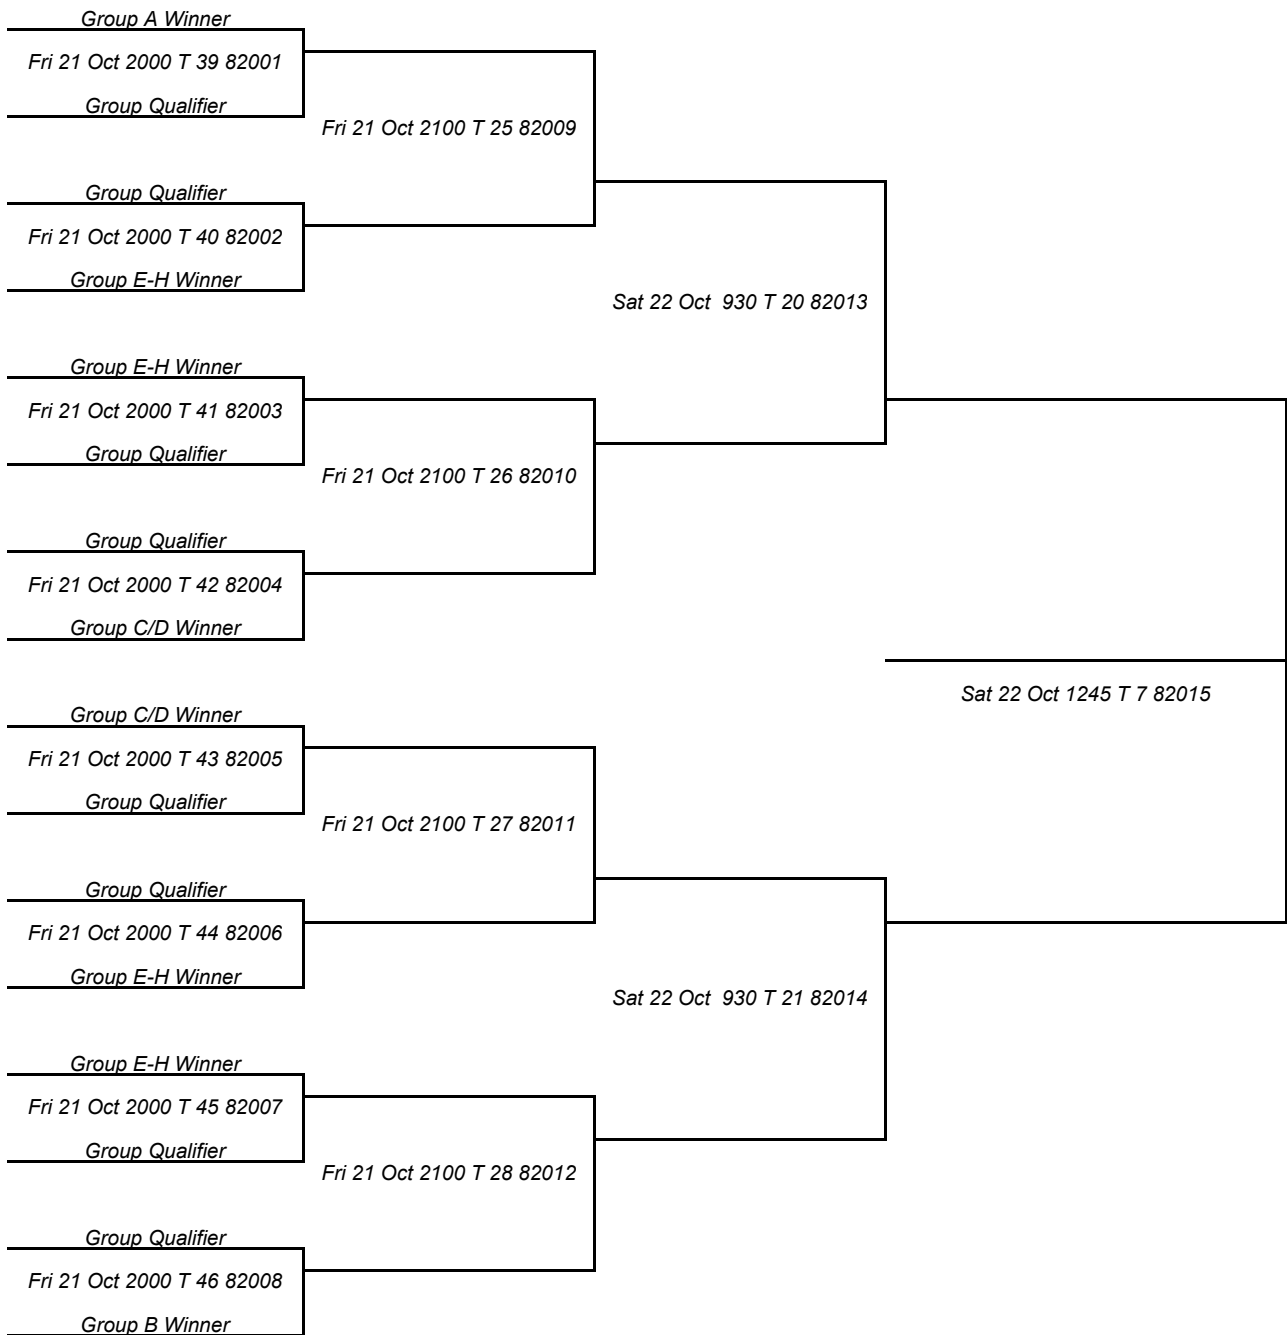 Group A Winner
Fri 21 Oct 2000 T 39 82001
Group Qualifier
Fri 21 Oct 2100 T 25 82009
Group Qualifier
Fri 21 Oct 2000 T 40 82002
Group E-H Winner
Sat 22 Oct  930 T 20 82013
Group E-H Winner
Fri 21 Oct 2000 T 41 82003
Group Qualifier
Fri 21 Oct 2100 T 26 82010
Group Qualifier
Fri 21 Oct 2000 T 42 82004
Group C/D Winner
Sat 22 Oct 1245 T 7 82015
Group C/D Winner
Fri 21 Oct 2000 T 43 82005
Group Qualifier
Fri 21 Oct 2100 T 27 82011
Group Qualifier
Fri 21 Oct 2000 T 44 82006
Group E-H Winner
Sat 22 Oct  930 T 21 82014
Group E-H Winner
Fri 21 Oct 2000 T 45 82007
Group Qualifier
Fri 21 Oct 2100 T 28 82012
Group Qualifier
Fri 21 Oct 2000 T 46 82008
Group B Winner